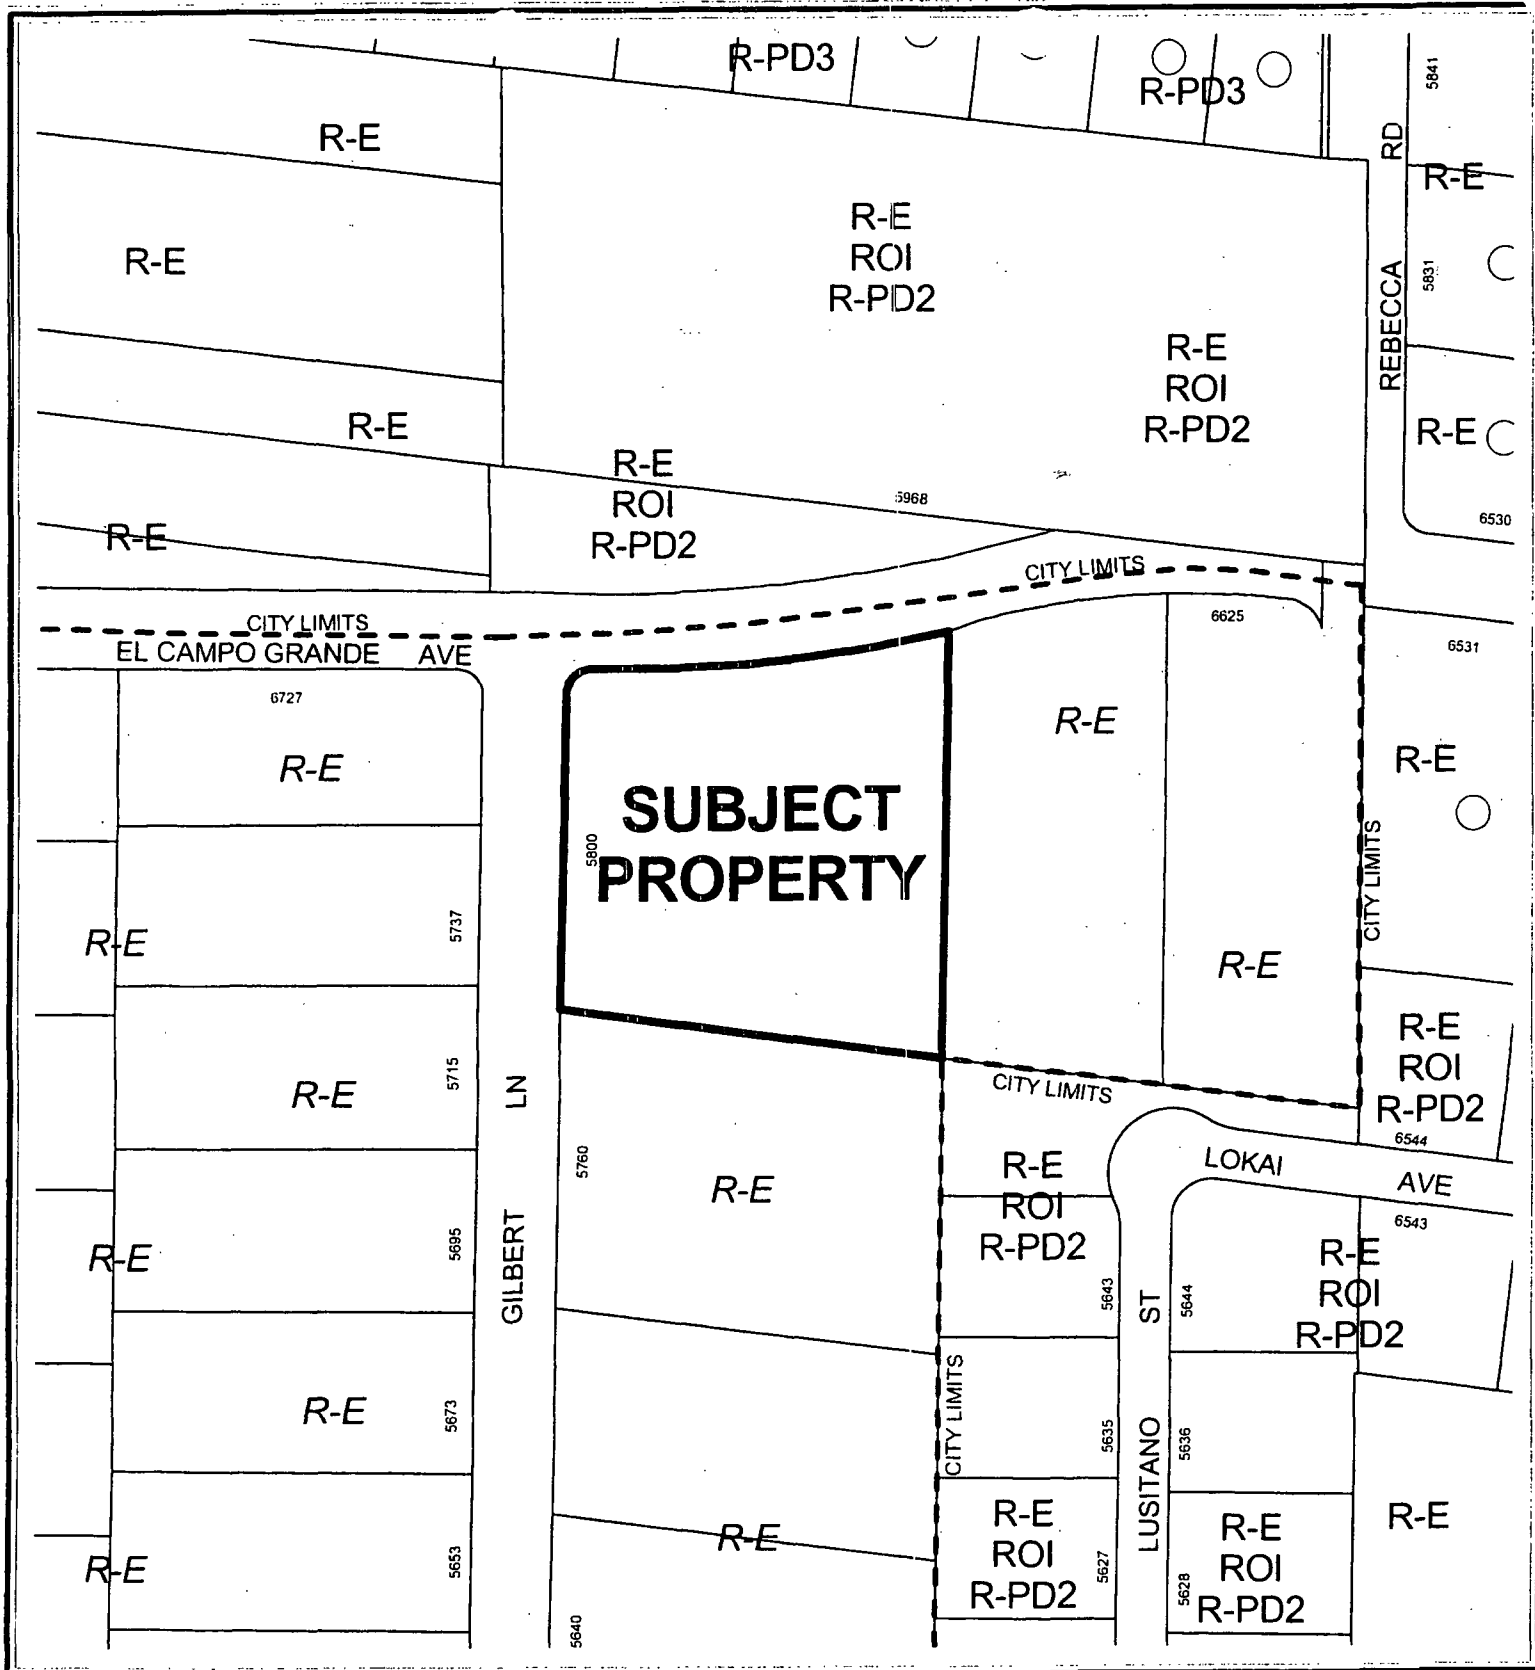 R-PD3
R-PD3
5841
R-E
RD
R-E
R-E
ROI
R-PD2
R-E
REBECCA
5831
R-E
ROI
R-PD2
R-E
R-E
R-E
ROI
R-PD2
5968
6530
R-E
CITY LIMITS
CITY LIMITS
6625
EL CAMPO GRANDE AVE
6531
6727
R-E
R-E
R-E
SUBJECT
PROPERTY
5800
CITY LIMITS
5737
R-E
R-E
R-E
ROI
R-PD2
5715
R-E
LN
CITY LIMITS
6544
5760
R-E
R-E
ROI
R-PD2
LOKAI
AVE
6543
5695
R-E
GILBERT
R-E
ROI
R-PD2
5643
ST
5644
CITY LIMITS
R-E
5673
5635
LUSITANO
5636
R-E
R-E
ROI
R-PD2
R-E
ROI
R-PD2
R-E
R-E
5653
5627
5628
5640